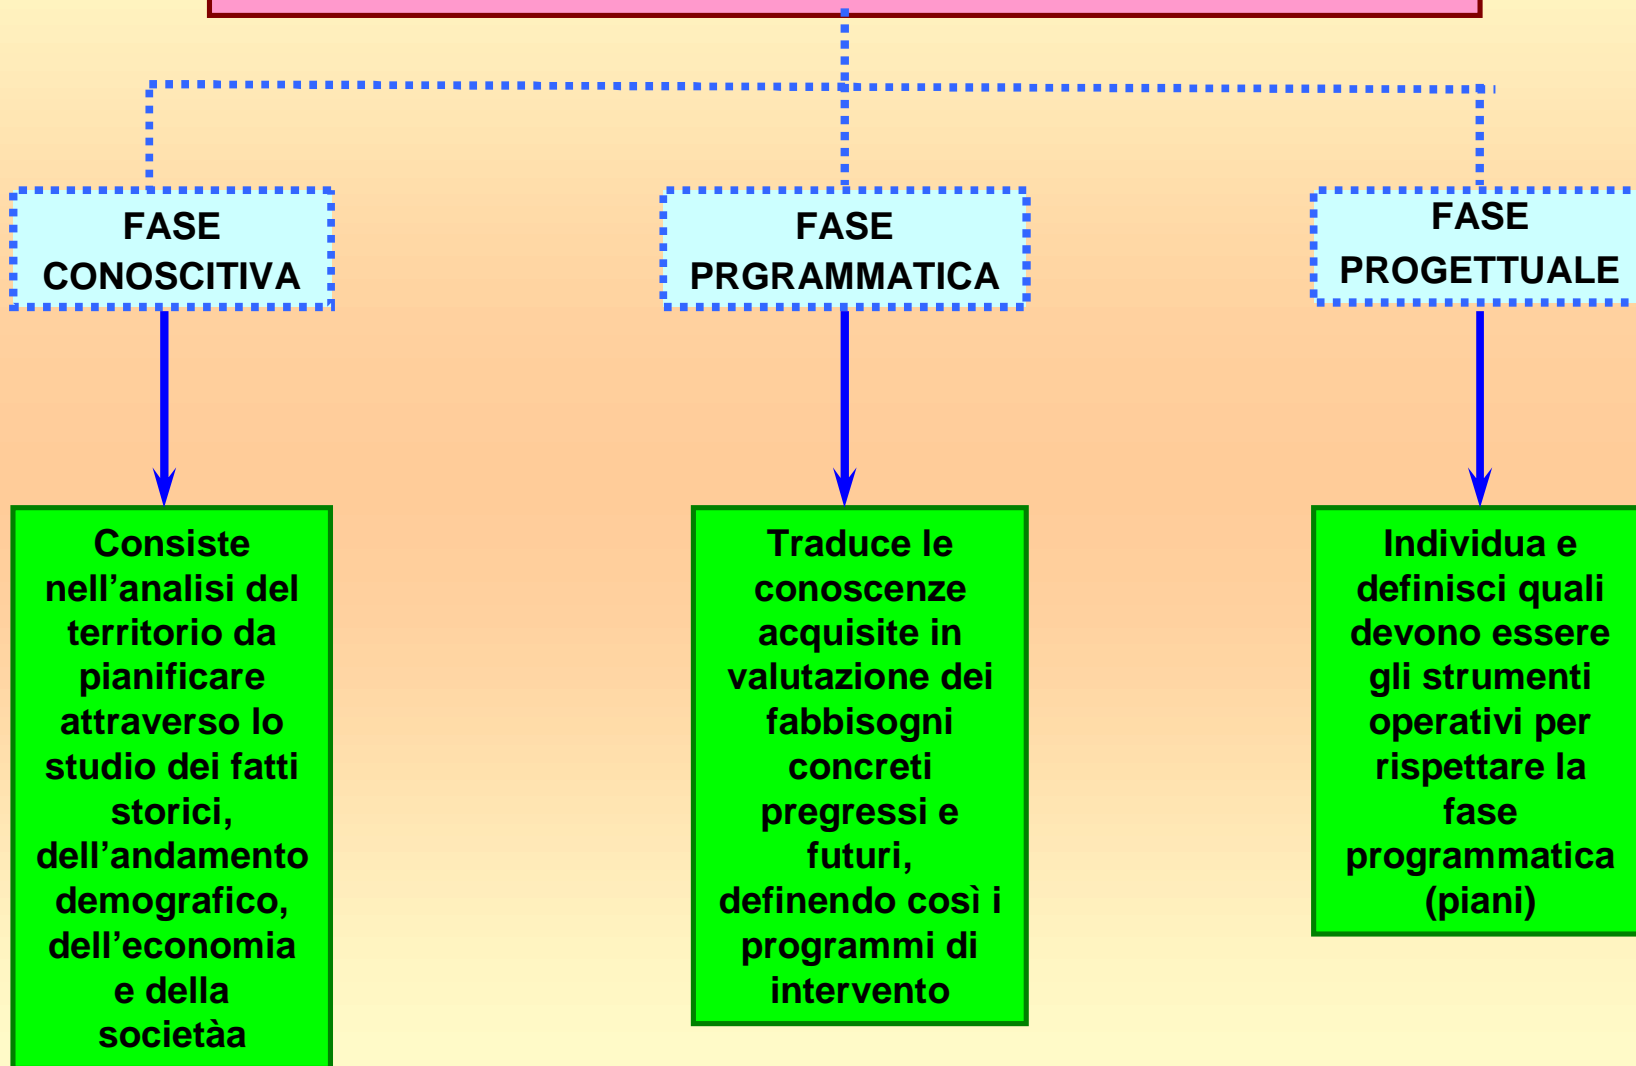 FASE
CONOSCITIVA
FASE
PRGRAMMATICA
FASE
PROGETTUALE
Consiste
nell’analisi del
territorio da
pianificare
attraverso lo
studio dei fatti
storici,
dell’andamento
demografico,
dell’economia
e della
societàa
Traduce le
conoscenze
acquisite in
valutazione dei
fabbisogni
concreti
pregressi e
futuri,
definendo così i
programmi di
intervento
Individua e
definisci quali
devono essere
gli strumenti
operativi per
rispettare la
fase
programmatica
(piani)